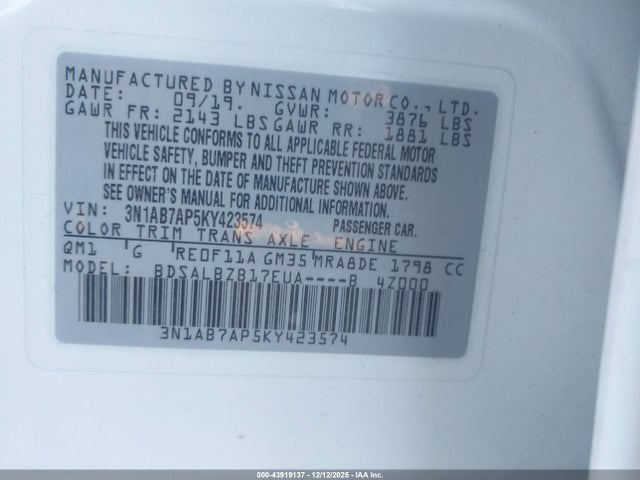 MANUFACTURED BY NISSAN MOTOR CO., LTD.
DATE: 09/19. GVWR: 3876 LBS
GAWR FR: 2143 LBS GAWR RR: 1881 LBS
THIS VEHICLE CONFORMS TO ALL APPLICABLE FEDERAL MOTOR
VEHICLE SAFETY, BUMPER AND THEFT PREVENTION STANDARDS
IN EFFECT ON THE DATE OF MANUFACTURE SHOWN ABOVE.
SEE OWNER'S MANUAL FOR ADDITIONAL INFORMATION.
VIN: 3N1AB7AP5KY423574 PASSENGER CAR.
COLOR TRIM TRANS AXLE ENGINE
QM1 G RE0F11A GM35 MRA8DE 1798 CC
MODEL: BDSALBZB17EUA----B 4Z000
3N1AB7AP5KY423574
000-43919137 - 12/12/2025 - IAA Inc.